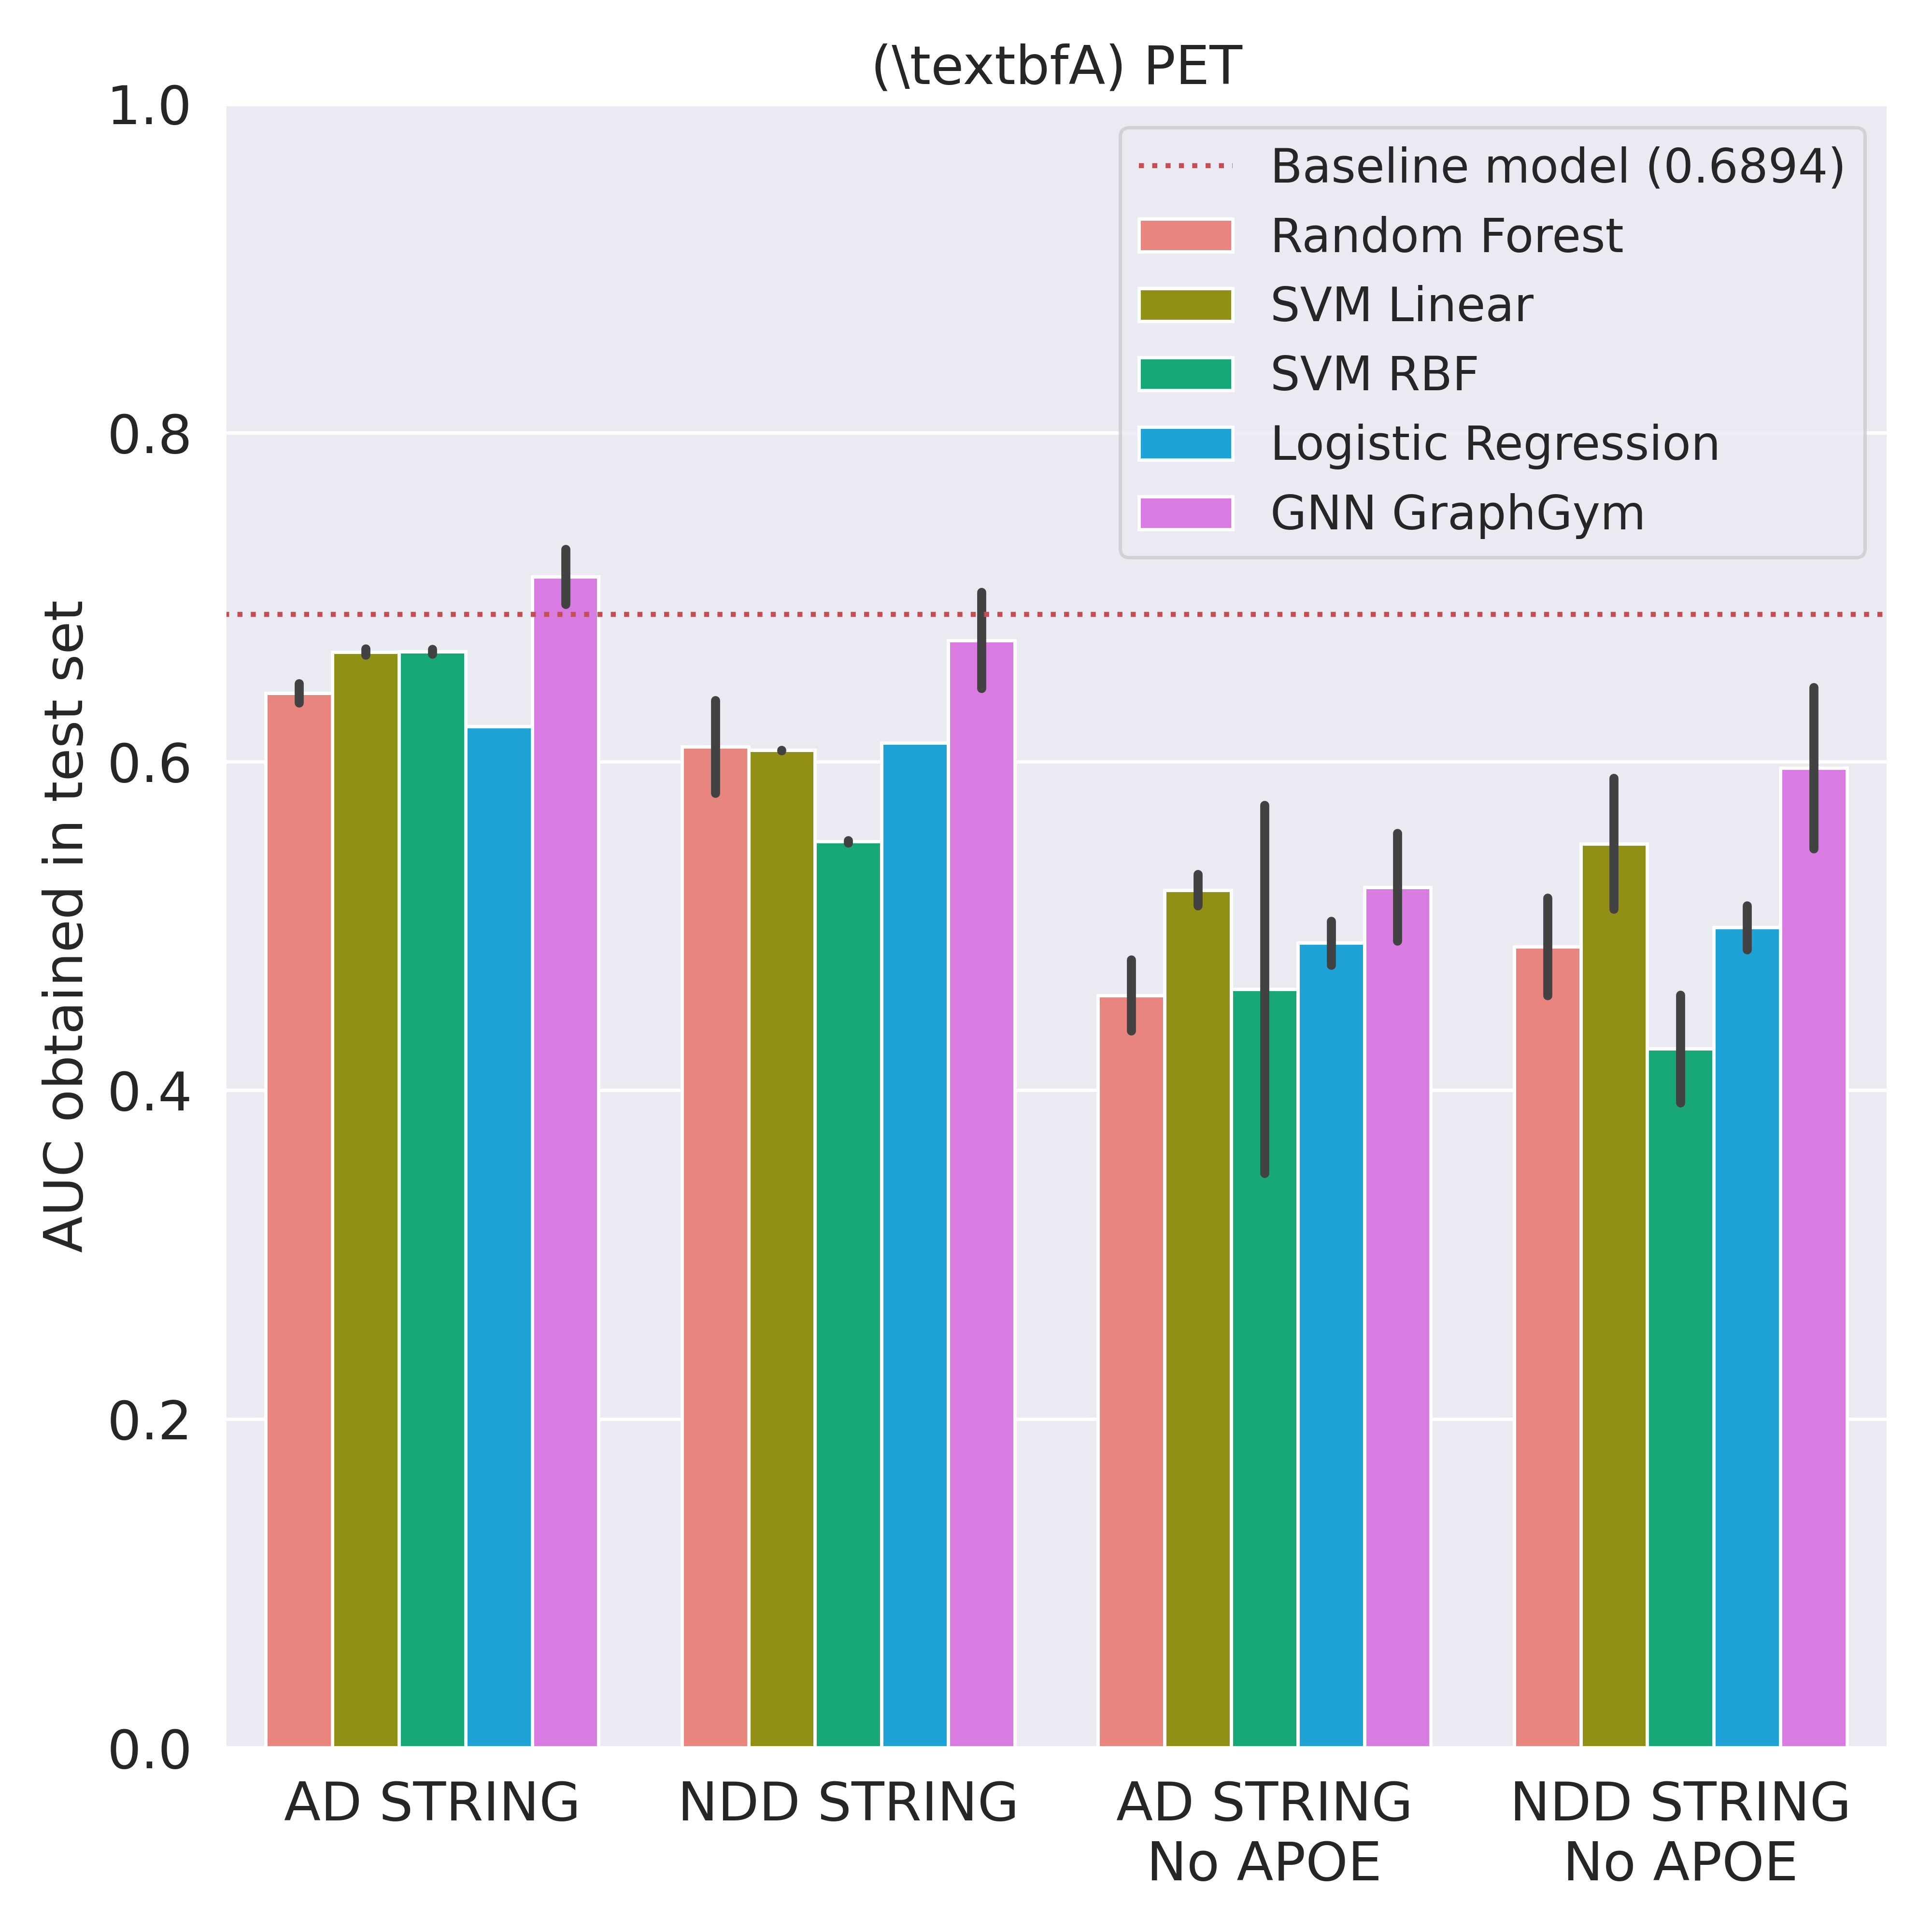 (\textbfA) PET
1.0
0.8
0.6
0.4
0.2
0.0
AUC obtained in test set
Baseline model (0.6894)
Random Forest
SVM Linear
SVM RBF
Logistic Regression
GNN GraphGym
AD STRING
NDD STRING
AD STRING
No APOE
NDD STRING
No APOE